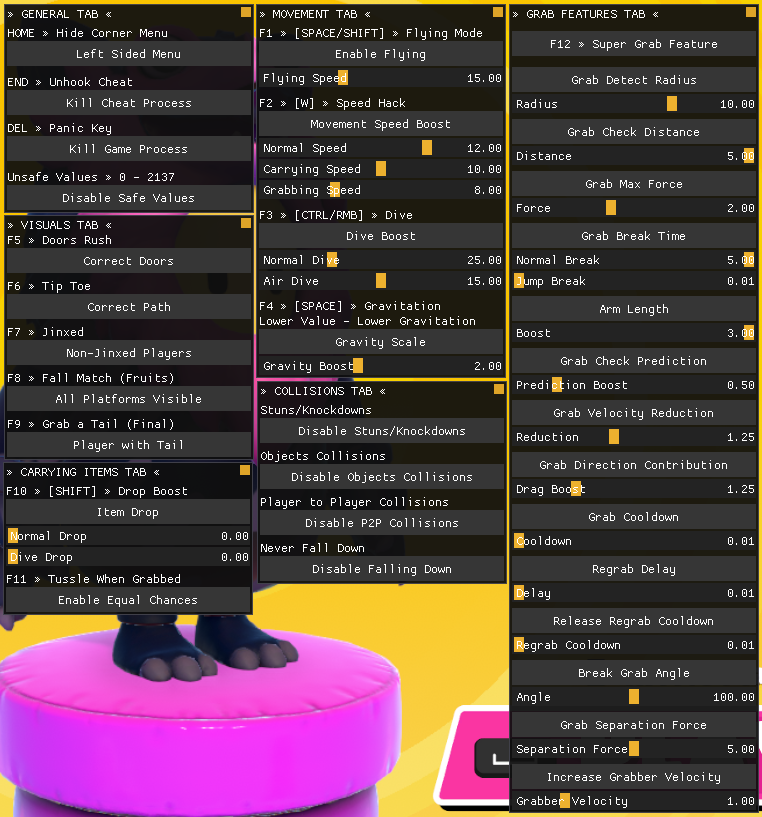 » GENERAL TAB «
HOME » Hide Corner Menu
Left Sided Menu
END » Unhook Cheat
Kill Cheat Process
DEL » Panic Key
Kill Game Process
Unsafe Values » 0 - 2137
Disable Safe Values
» VISUALS TAB «
F5 » Doors Rush
Correct Doors
F6 » Tip Toe
Correct Path
F7 » Jinxed
Non-Jinxed Players
F8 » Fall Match (Fruits)
All Platforms Visible
F9 » Grab a Tail (Final)
Player with Tail
» CARRYING ITEMS TAB «
F10 » [SHIFT] » Drop Boost
Item Drop
Normal Drop 0.00
Dive Drop 0.00
F11 » Tussle When Grabbed
Enable Equal Chances
» MOVEMENT TAB «
F1 » [SPACE/SHIFT] » Flying Mode
Enable Flying
Flying Speed 15.00
F2 » [W] » Speed Hack
Movement Speed Boost
Normal Speed 12.00
Carrying Speed 10.00
Grabbing Speed 8.00
F3 » [CTRL/RMB] » Dive
Dive Boost
Normal Dive 25.00
Air Dive 15.00
F4 » [SPACE] » Gravitation
Lower Value - Lower Gravitation
Gravity Scale
Gravity Boost 2.00
» COLLISIONS TAB «
Stuns/Knockdowns
Disable Stuns/Knockdowns
Objects Collisions
Disable Objects Collisions
Player to Player Collisions
Disable P2P Collisions
Never Fall Down
Disable Falling Down
» GRAB FEATURES TAB «
F12 » Super Grab Feature
Grab Detect Radius
Radius 10.00
Grab Check Distance
Distance 5.00
Grab Max Force
Force 2.00
Grab Break Time
Normal Break 5.00
Jump Break 0.01
Arm Length
Boost 3.00
Grab Check Prediction
Prediction Boost 0.50
Grab Velocity Reduction
Reduction 1.25
Grab Direction Contribution
Drag Boost 1.25
Grab Cooldown
Cooldown 0.01
Regrab Delay
Delay 0.01
Release Regrab Cooldown
Regrab Cooldown 0.01
Break Grab Angle
Angle 100.00
Grab Separation Force
Separation Force 5.00
Increase Grabber Velocity
Grabber Velocity 1.00